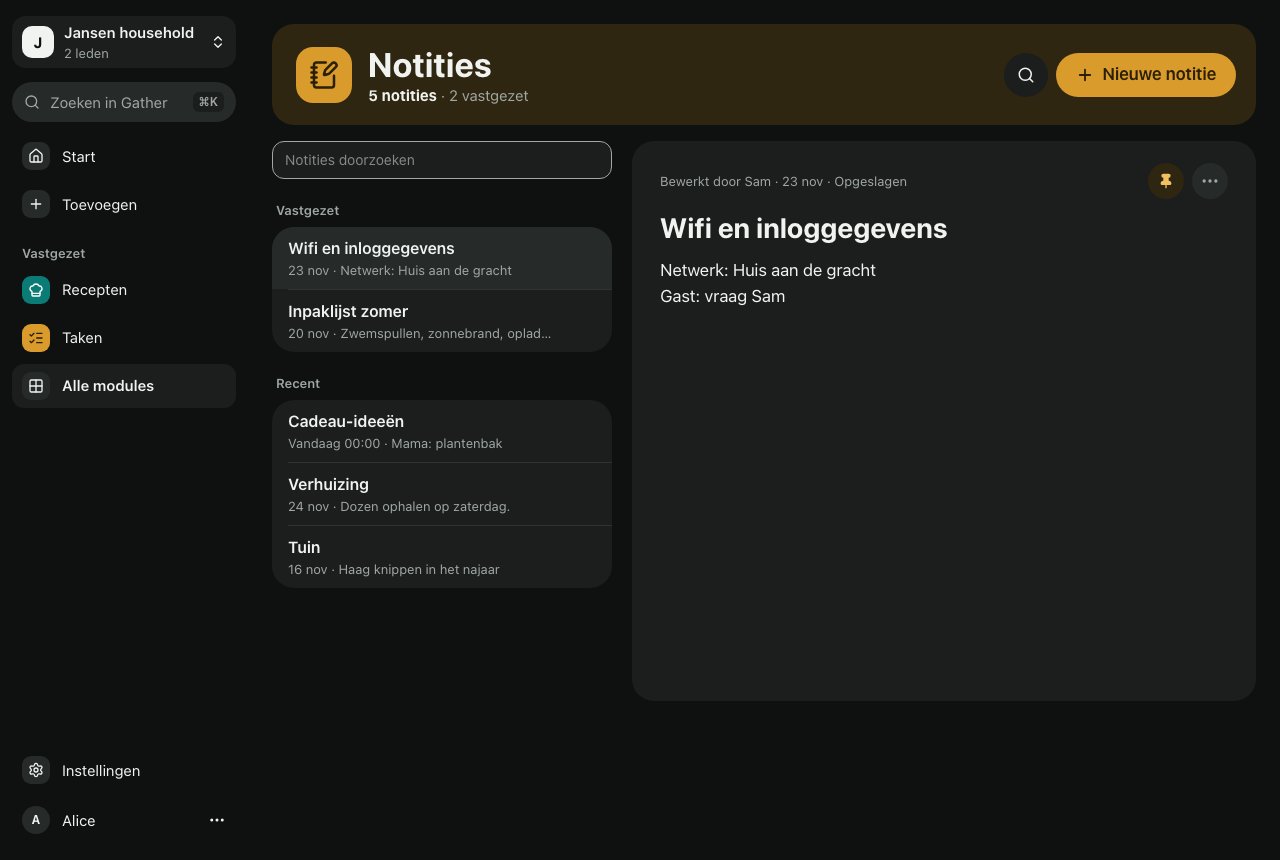 J
Jansen household
2 leden
Zoeken in Gather
⌘K
Start
Toevoegen
Vastgezet
Recepten
Taken
Alle modules
Instellingen
A
Alice
Notities
5 notities · 2 vastgezet
Nieuwe notitie
Notities doorzoeken
Vastgezet
Wifi en inloggegevens
23 nov · Netwerk: Huis aan de gracht
Inpaklijst zomer
20 nov · Zwemspullen, zonnebrand, oplad...
Recent
Cadeau-ideeën
Vandaag 00:00 · Mama: plantenbak
Verhuizing
24 nov · Dozen ophalen op zaterdag.
Tuin
16 nov · Haag knippen in het najaar
Bewerkt door Sam · 23 nov · Opgeslagen
Wifi en inloggegevens
Netwerk: Huis aan de gracht
Gast: vraag Sam